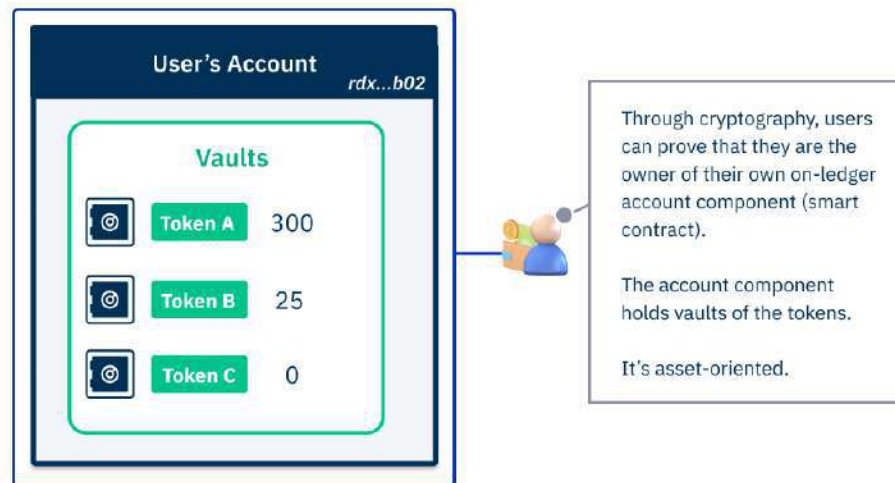 User's Account
rdx...b02
Vaults
Token A 300
Token B 25
Token C 0
Through cryptography, users
can prove that they are the
owner of their own on-ledger
account component (smart
contract).
The account component
holds vaults of the tokens.
It's asset-oriented.